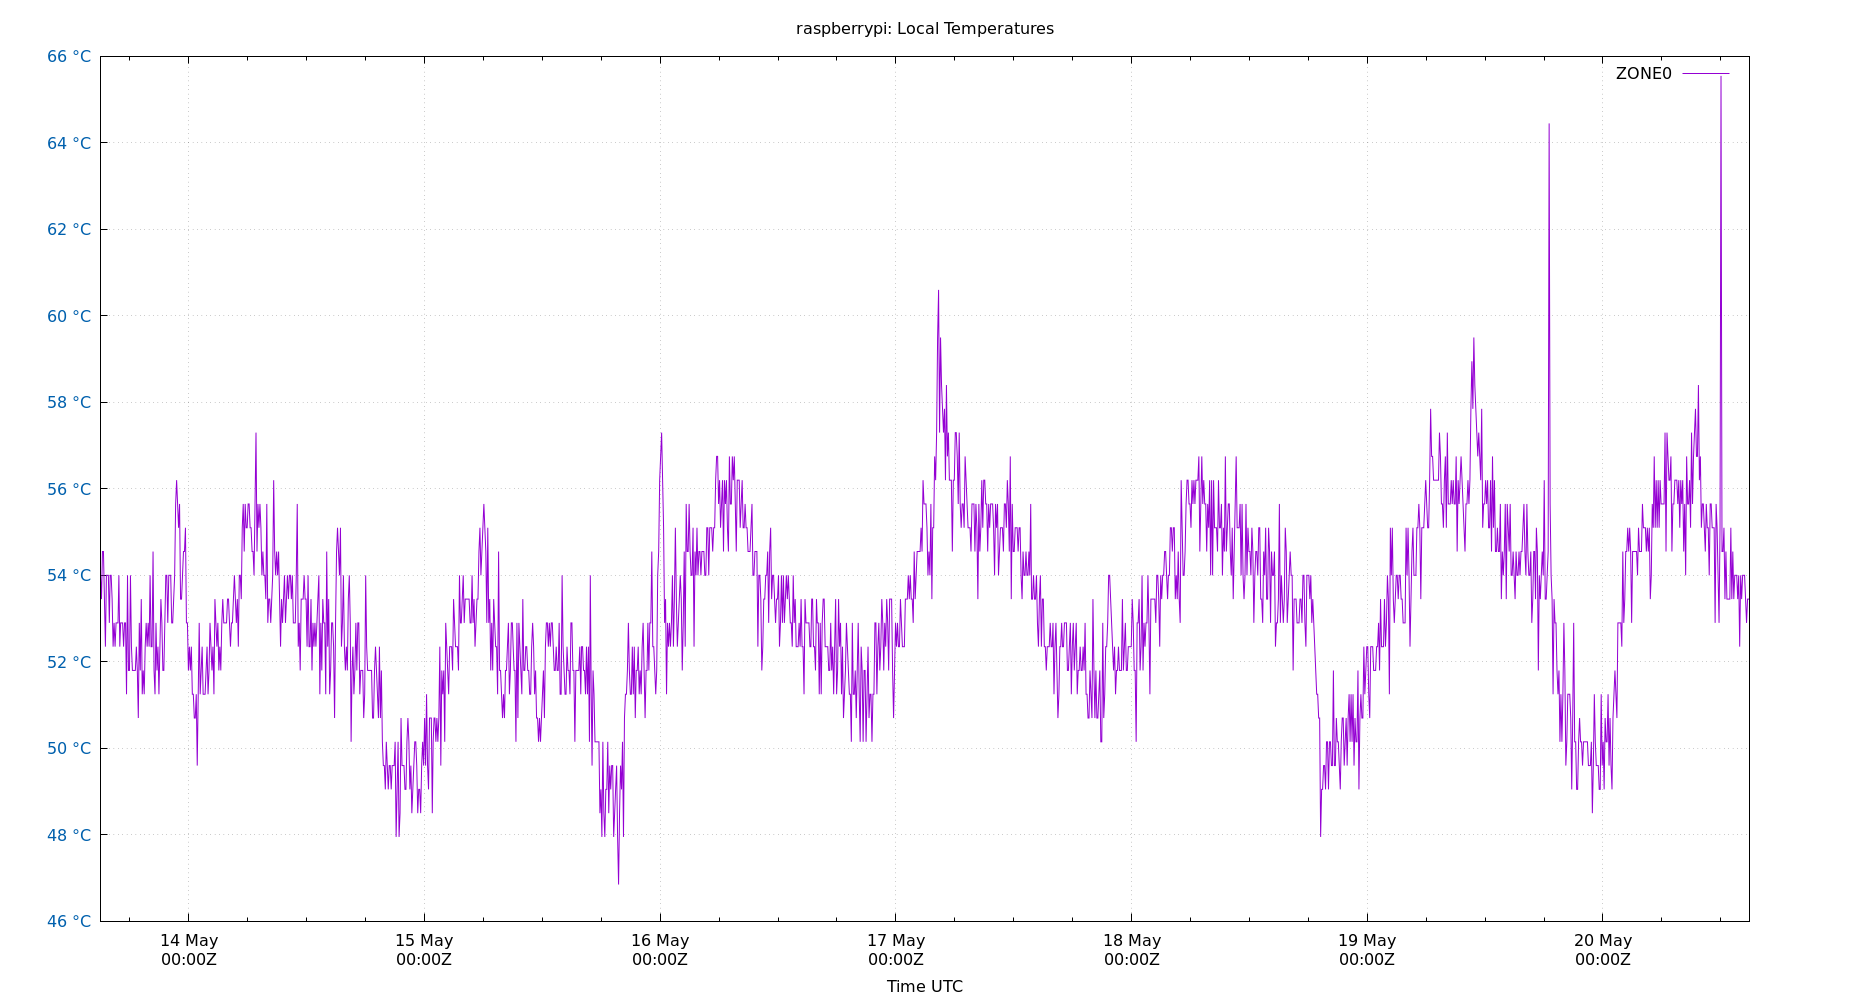 raspberrypi: Local Temperatures
66 °C
ZONE0
64 °C
62 °C
60 °C
58 °C
56 °C
54 °C
52 °C
50 °C
48 °C
46 °C
14 May 15 May 16 May 17 May 18 May 19 May 20 May
00:00Z 00:00Z 00:00Z 00:00Z 00:00Z 00:00Z 00:00Z
Time UTC